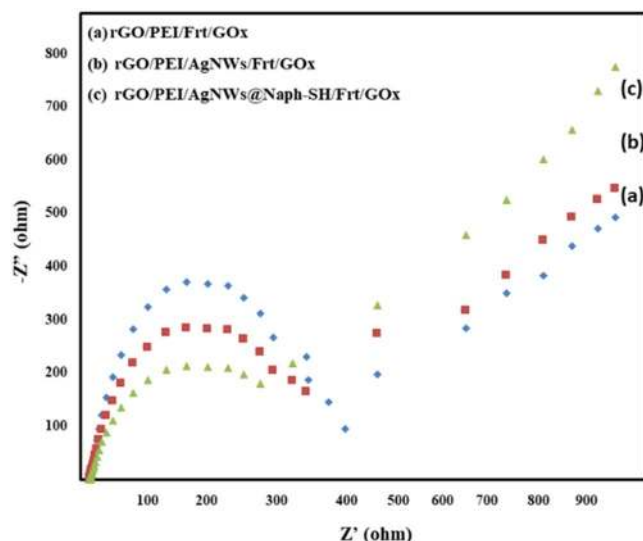 (a) rGO/PEI/Frt/GOx
(b) rGO/PEI/AgNWs/Frt/GOx
(c) rGO/PEI/AgNWs@Naph-SH/Frt/GOx
800
700
600
500
400
300
200
100
-Z” (ohm)
(c)
(b)
(a)
100 200 300 400 500 600 700 800 900
Z’ (ohm)